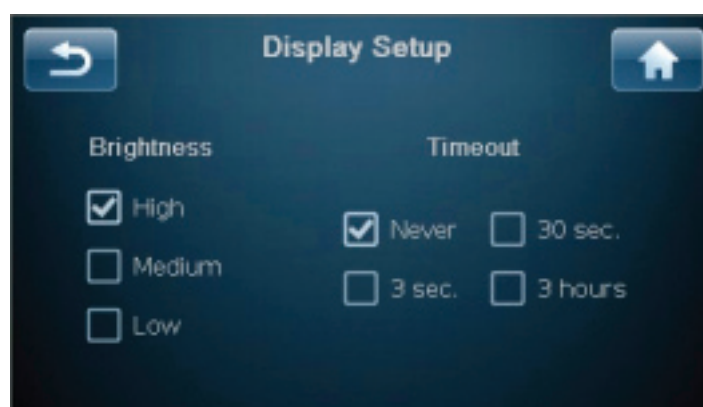 Display Setup
Brightness
High
Medium
Low
Timeout
Never
30 sec.
3 sec.
3 hours